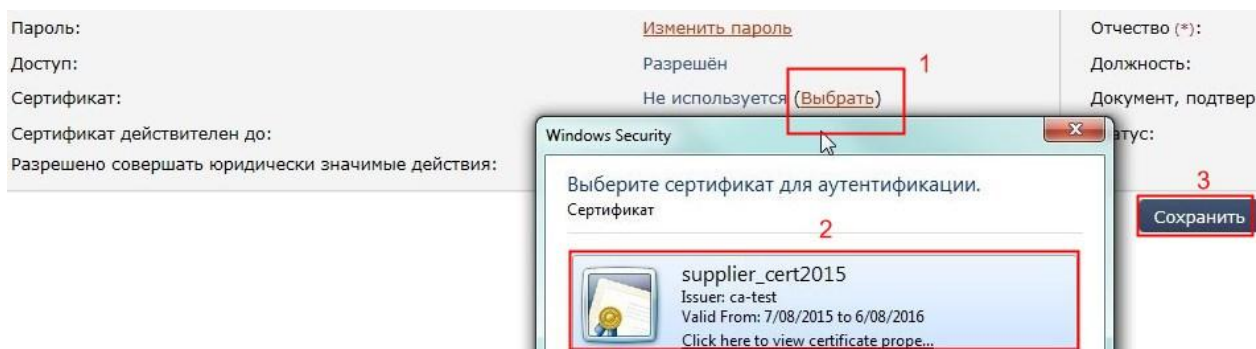 Пароль: Изменить пароль Отчество (*):
Доступ: Разрешён 1 Должность:
Сертификат: Не используется (Выбрать) Документ, подтвер
Сертификат действителен до: Windows Security x атус:
Разрешено совершать юридически значимые действия:
Выберите сертификат для аутентификации. 3
Сертификат Сохранить
2
supplier_cert2015
Issuer: ca-test
Valid From: 7/08/2015 to 6/08/2016
Click here to view certificate prope...